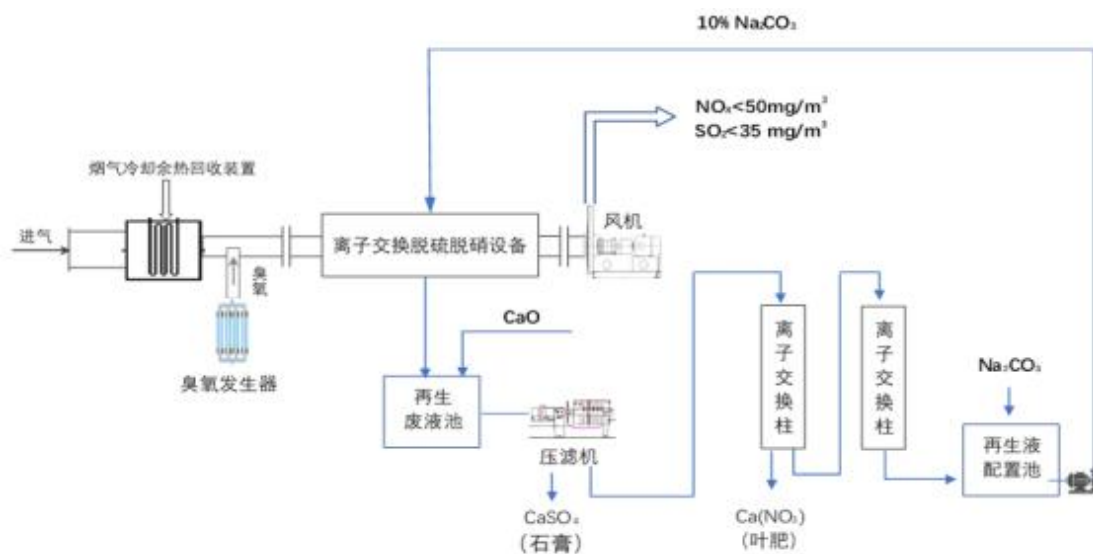 10% Na₂CO₃
NOₓ<50mg/m³
SO₂<35 mg/m³
烟气冷却余热回收装置
进气
臭氧
臭氧发生器
离子交换脱硫脱硝设备
风机
CaO
再生
废液池
压滤机
CaSO₄
（石膏）
离子交换柱
Ca(NO₃)
（叶肥）
离子交换柱
Na₂CO₃
再生液
配置池